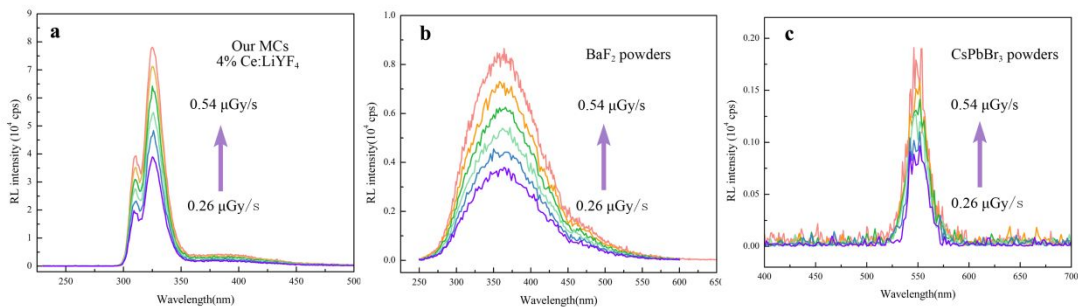 a
Our MCs
4% Ce:LiYF₄
0.54 μGy/s
0.26 μGy/s
RL intensity (10⁴ cps)
9
8
7
6
5
4
3
2
1
0
250 300 350 400 450 500
Wavelength(nm)
b
BaF₂ powders
0.54 μGy/s
0.26 μGy/s
RL intensity(10⁴ cps)
1.0
0.8
0.6
0.4
0.2
0.0
250 300 350 400 450 500 550 600 650
Wavelength(nm)
c
CsPbBr₃ powders
0.54 μGy/s
0.26 μGy/s
RL intensity (10⁴ cps)
0.20
0.15
0.10
0.05
0.00
400 450 500 550 600 650 700
Wavelength(nm)